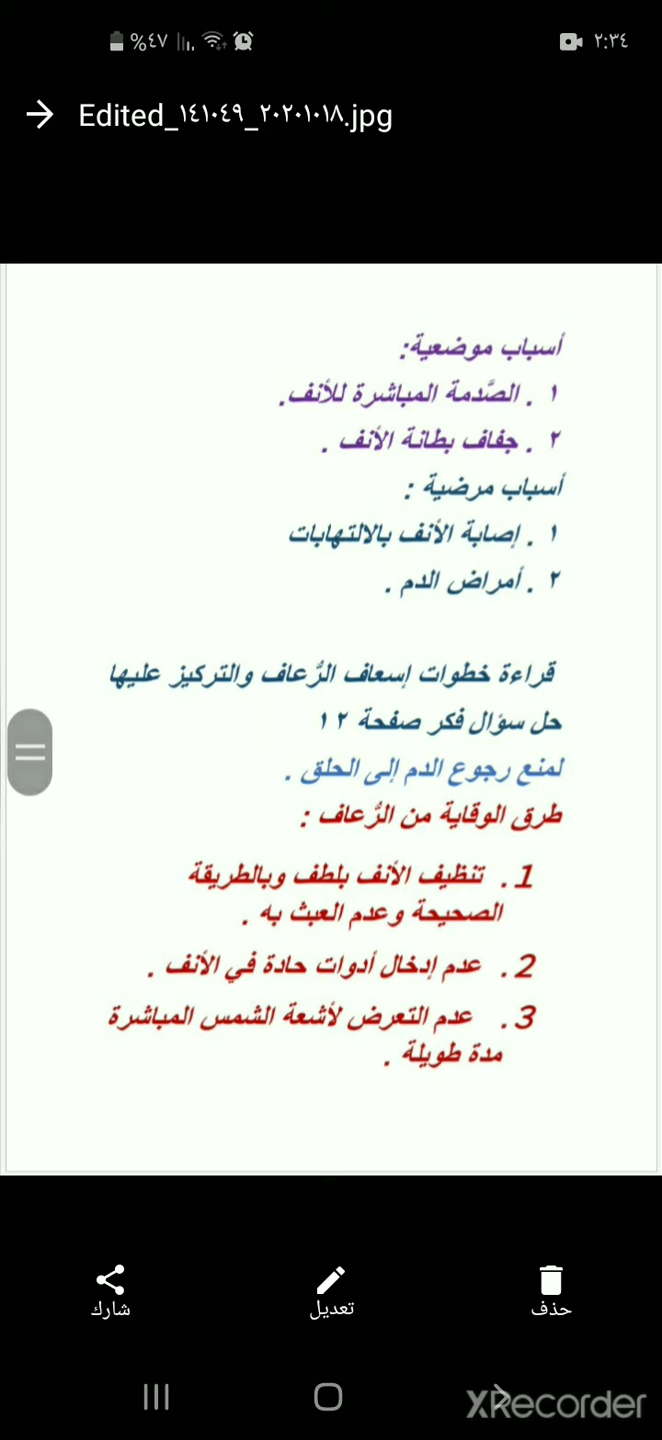 %٤٧ ٢:٣٤
Edited_٢٠٢٠١٠١٨_١٤١٠٤٩.jpg
أسباب موضعية:
١ . الصَّدمة المباشرة للأنف.
٢ . جفاف بطانة الأنف .
أسباب مرضية :
١ . إصابة الأنف بالالتهابات
٢ . أمراض الدم .
قراءة خطوات إسعاف الرُّعاف والتركيز عليها
حل سؤال فكر صفحة ١٢
لمنع رجوع الدم إلى الحلق .
طرق الوقاية من الرُّعاف :
1. تنظيف الأنف بلطف وبالطريقة
الصحيحة وعدم العبث به .
2. عدم إدخال أدوات حادة في الأنف .
3. عدم التعرض لأشعة الشمس المباشرة
مدة طويلة .
حذف تعديل شارك
XRecorder